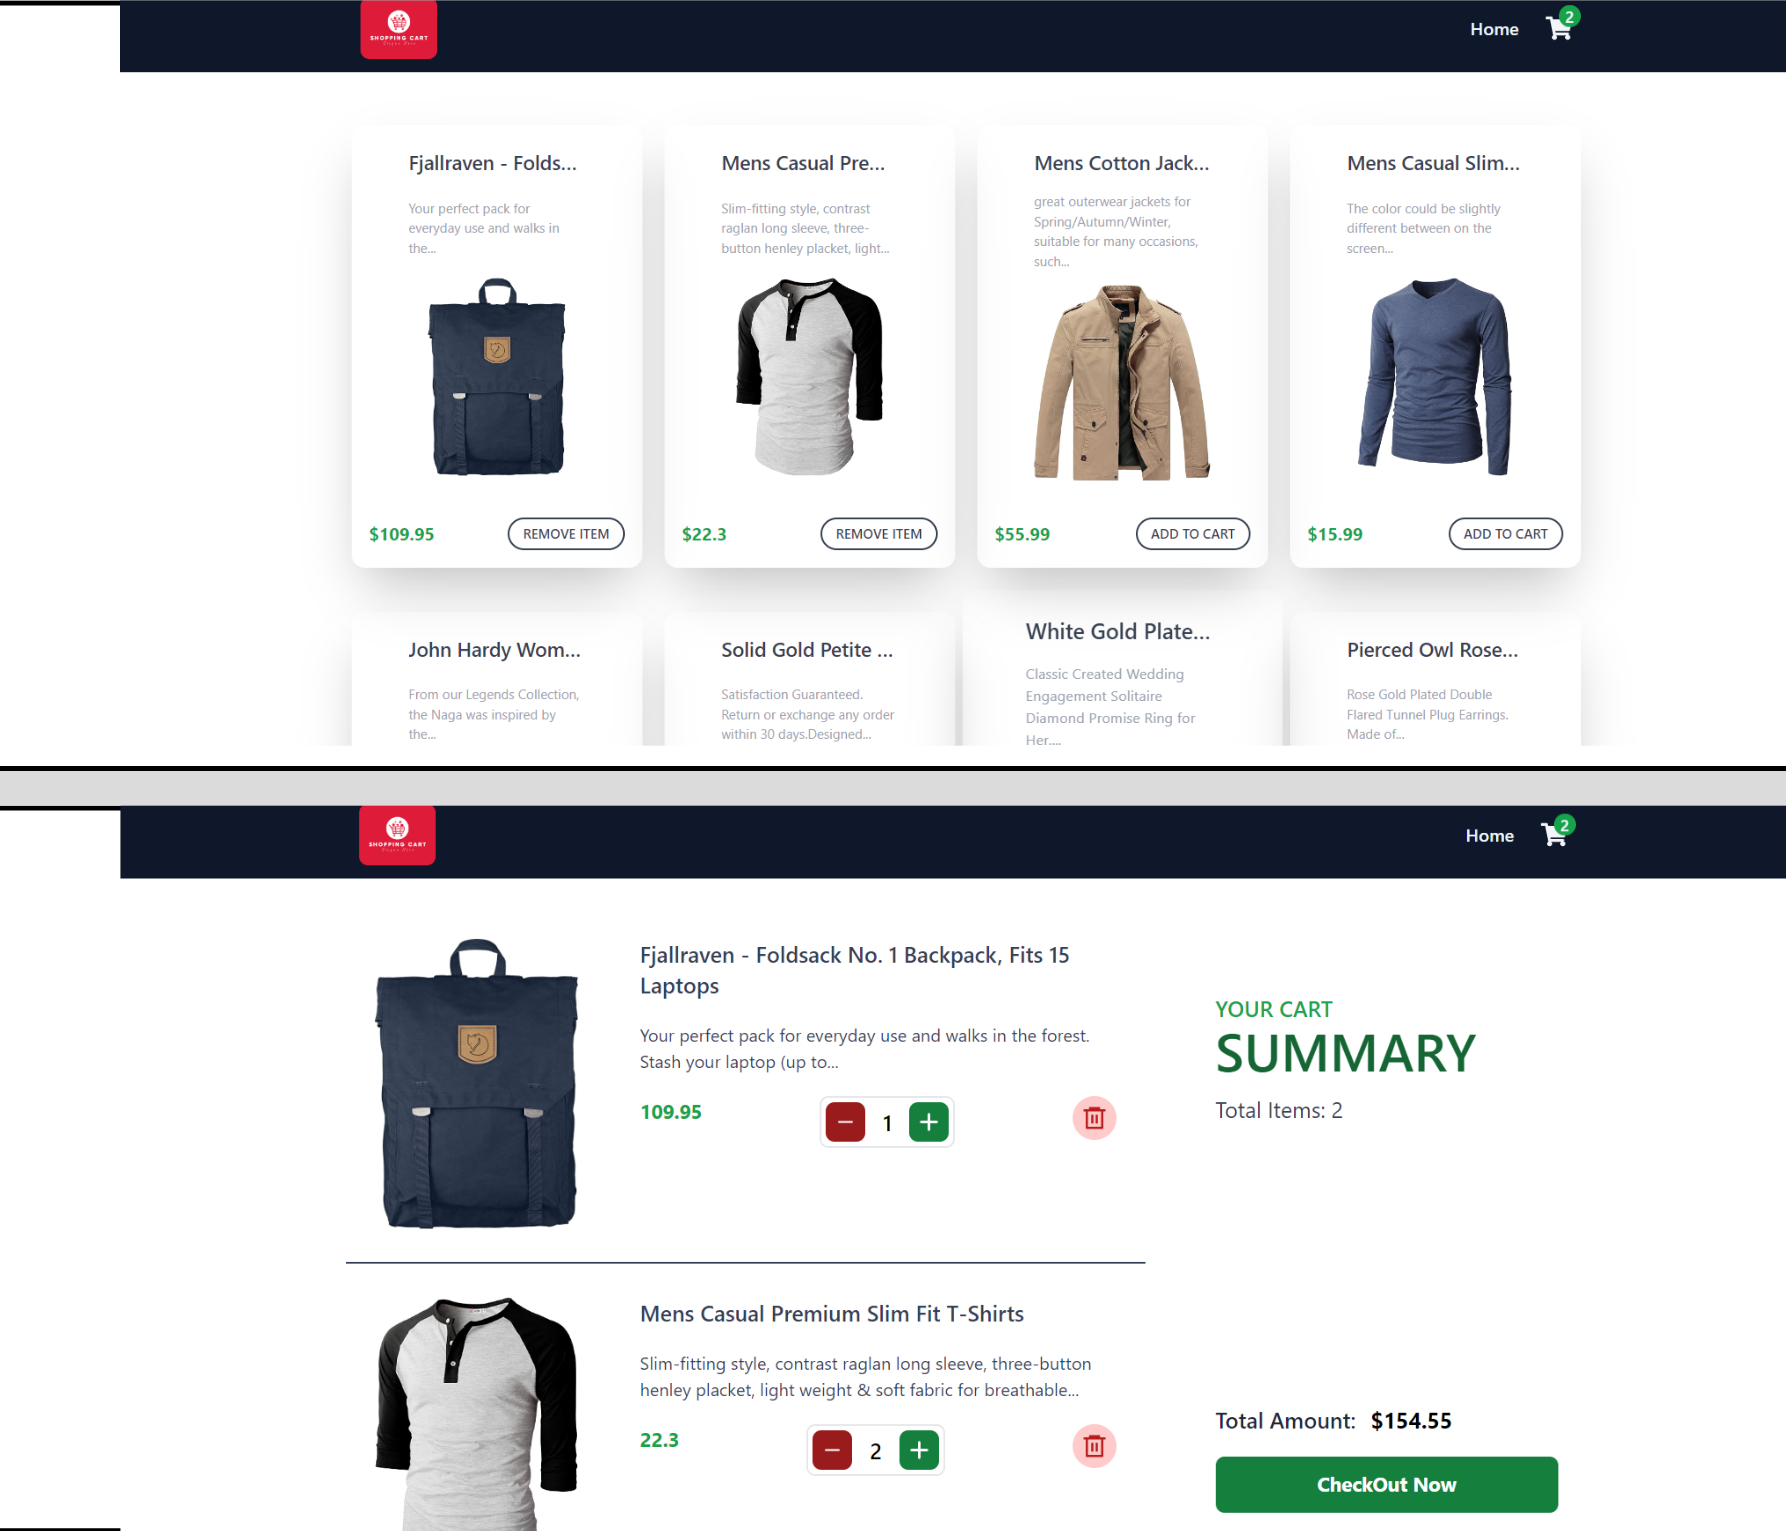 SHOPPING CART
Home
2
Fjallraven - Folds...
Your perfect pack for
everyday use and walks in
the...
$109.95
REMOVE ITEM
Mens Casual Pre...
Slim-fitting style, contrast
raglan long sleeve, three-
button henley placket, light...
$22.3
REMOVE ITEM
Mens Cotton Jack...
great outerwear jackets for
Spring/Autumn/Winter,
suitable for many occasions,
such...
$55.99
ADD TO CART
Mens Casual Slim...
The color could be slightly
different between on the
screen...
$15.99
ADD TO CART
John Hardy Wom...
From our Legends Collection,
the Naga was inspired by
the...
Solid Gold Petite ...
Satisfaction Guaranteed.
Return or exchange any order
within 30 days.Designed...
White Gold Plate...
Classic Created Wedding
Engagement Solitaire
Diamond Promise Ring for
Her....
Pierced Owl Rose...
Rose Gold Plated Double
Flared Tunnel Plug Earrings.
Made of...
SHOPPING CART
Home
2
Fjallraven - Foldsack No. 1 Backpack, Fits 15
Laptops
Your perfect pack for everyday use and walks in the forest.
Stash your laptop (up to...
109.95
1
Mens Casual Premium Slim Fit T-Shirts
Slim-fitting style, contrast raglan long sleeve, three-button
henley placket, light weight & soft fabric for breathable...
22.3
2
YOUR CART
SUMMARY
Total Items: 2
Total Amount: $154.55
CheckOut Now